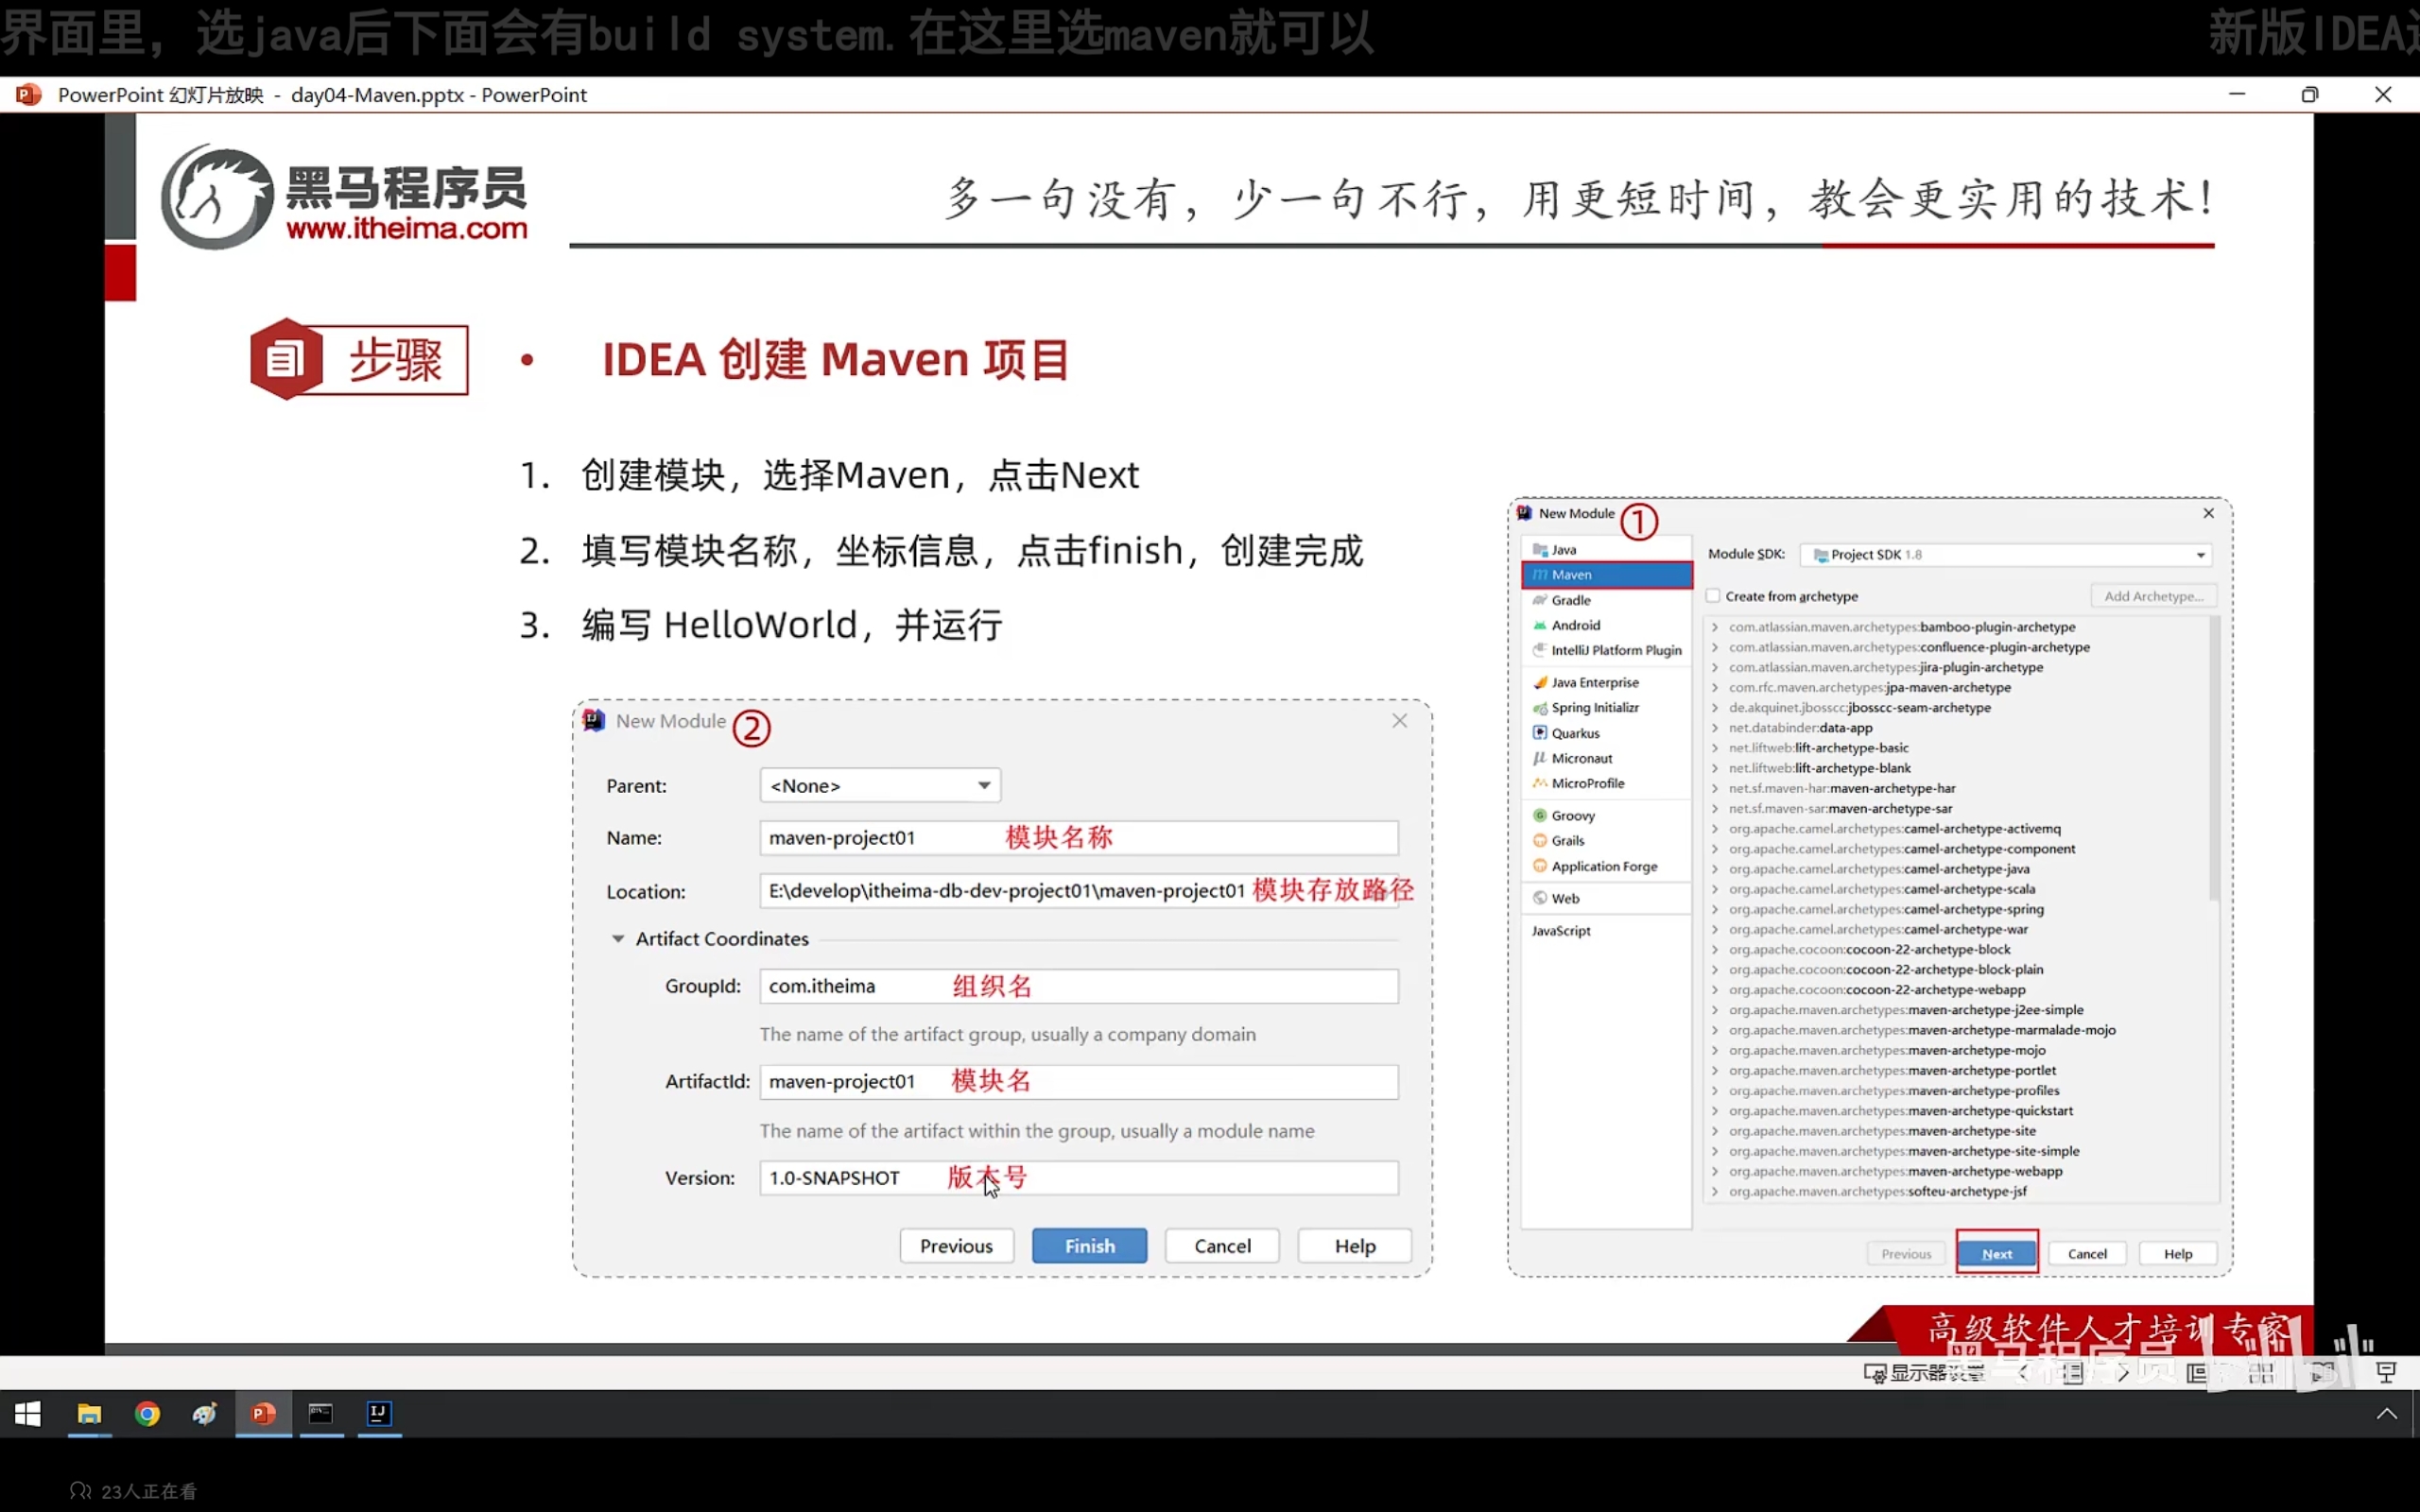 界面里，选java后下面会有build system.在这里选maven就可以
新版IDEA
PowerPoint 幻灯片放映 - day04-Maven.pptx - PowerPoint
黑马程序员
www.itheima.com
多一句没有，少一句不行，用更短时间，教会更实用的技术！
步骤
• IDEA 创建 Maven 项目
1. 创建模块，选择Maven，点击Next
2. 填写模块名称，坐标信息，点击finish，创建完成
3. 编写 HelloWorld，并运行
New Module ②
Parent: <None>
Name: maven-project01 模块名称
Location: E:\develop\itheima-db-dev-project01\maven-project01 模块存放路径
Artifact Coordinates
GroupId: com.itheima 组织名
The name of the artifact group, usually a company domain
ArtifactId: maven-project01 模块名
The name of the artifact within the group, usually a module name
Version: 1.0-SNAPSHOT 版本号
Previous Finish Cancel Help
New Module ①
Java
Maven
Gradle
Android
IntelliJ Platform Plugin
Java Enterprise
Spring Initializr
Quarkus
Micronaut
MicroProfile
Groovy
Grails
Application Forge
Web
JavaScript
Module SDK: Project SDK 1.8
Create from archetype Add Archetype...
com.atlassian.maven.archetypes:bamboo-plugin-archetype
com.atlassian.maven.archetypes:confluence-plugin-archetype
com.atlassian.maven.archetypes:jira-plugin-archetype
com.rfc.maven.archetypes:jpa-maven-archetype
de.akquinet.jbosscc:jbosscc-seam-archetype
net.databinder:data-app
net.liftweb:lift-archetype-basic
net.liftweb:lift-archetype-blank
net.sf.maven-har:maven-archetype-har
net.sf.maven-sar:maven-archetype-sar
org.apache.camel.archetypes:camel-archetype-activemq
org.apache.camel.archetypes:camel-archetype-component
org.apache.camel.archetypes:camel-archetype-java
org.apache.camel.archetypes:camel-archetype-scala
org.apache.camel.archetypes:camel-archetype-spring
org.apache.camel.archetypes:camel-archetype-war
org.apache.cocoon:cocoon-22-archetype-block
org.apache.cocoon:cocoon-22-archetype-block-plain
org.apache.cocoon:cocoon-22-archetype-webapp
org.apache.maven.archetypes:maven-archetype-j2ee-simple
org.apache.maven.archetypes:maven-archetype-marmalade-mojo
org.apache.maven.archetypes:maven-archetype-mojo
org.apache.maven.archetypes:maven-archetype-portlet
org.apache.maven.archetypes:maven-archetype-profiles
org.apache.maven.archetypes:maven-archetype-quickstart
org.apache.maven.archetypes:maven-archetype-site
org.apache.maven.archetypes:maven-archetype-site-simple
org.apache.maven.archetypes:maven-archetype-webapp
org.apache.maven.archetypes:softeu-archetype-jsf
Previous Next Cancel Help
高级软件人才培训专家
黑马程序员
显示器设置
23人正在看